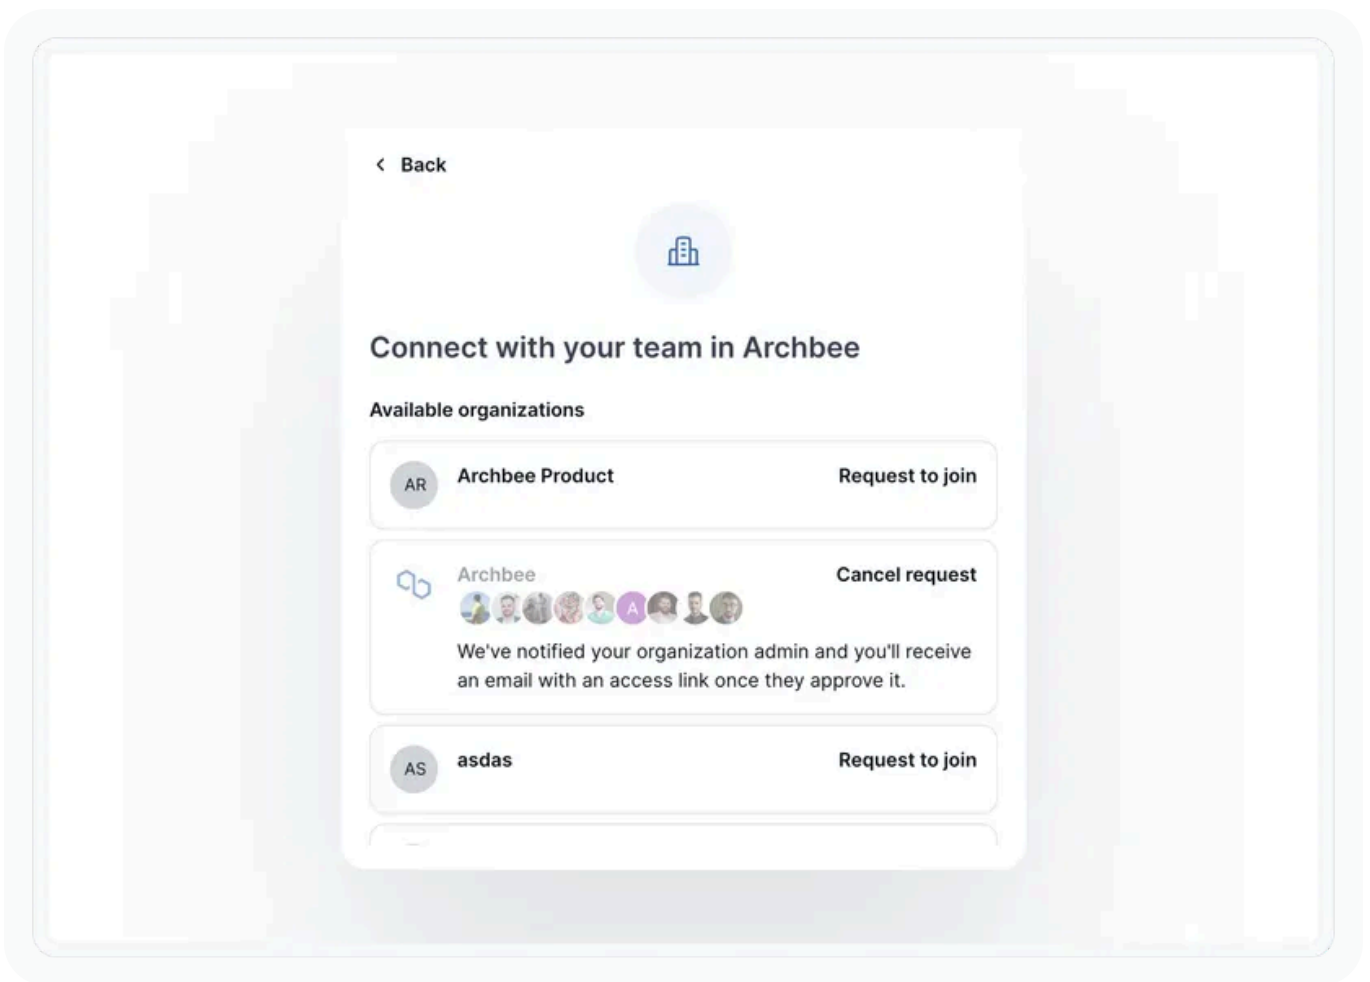 Back
Connect with your team in Archbee
Available organizations
AR
Archbee Product
Request to join
Archbee
Cancel request
A
We've notified your organization admin and you'll receive
an email with an access link once they approve it.
AS
asdas
Request to join